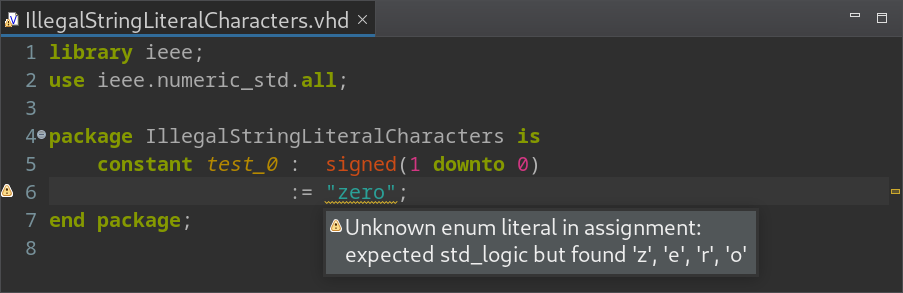 IllegalStringLiteralCharacters.vhd
1 library ieee;
2 use ieee.numeric_std.all;
3
4 package IllegalStringLiteralCharacters is
5     constant test_0 :  signed(1 downto 0)
6                     := "zero";
7 end package;
8
Unknown enum literal in assignment:
expected std_logic but found 'z', 'e', 'r', 'o'